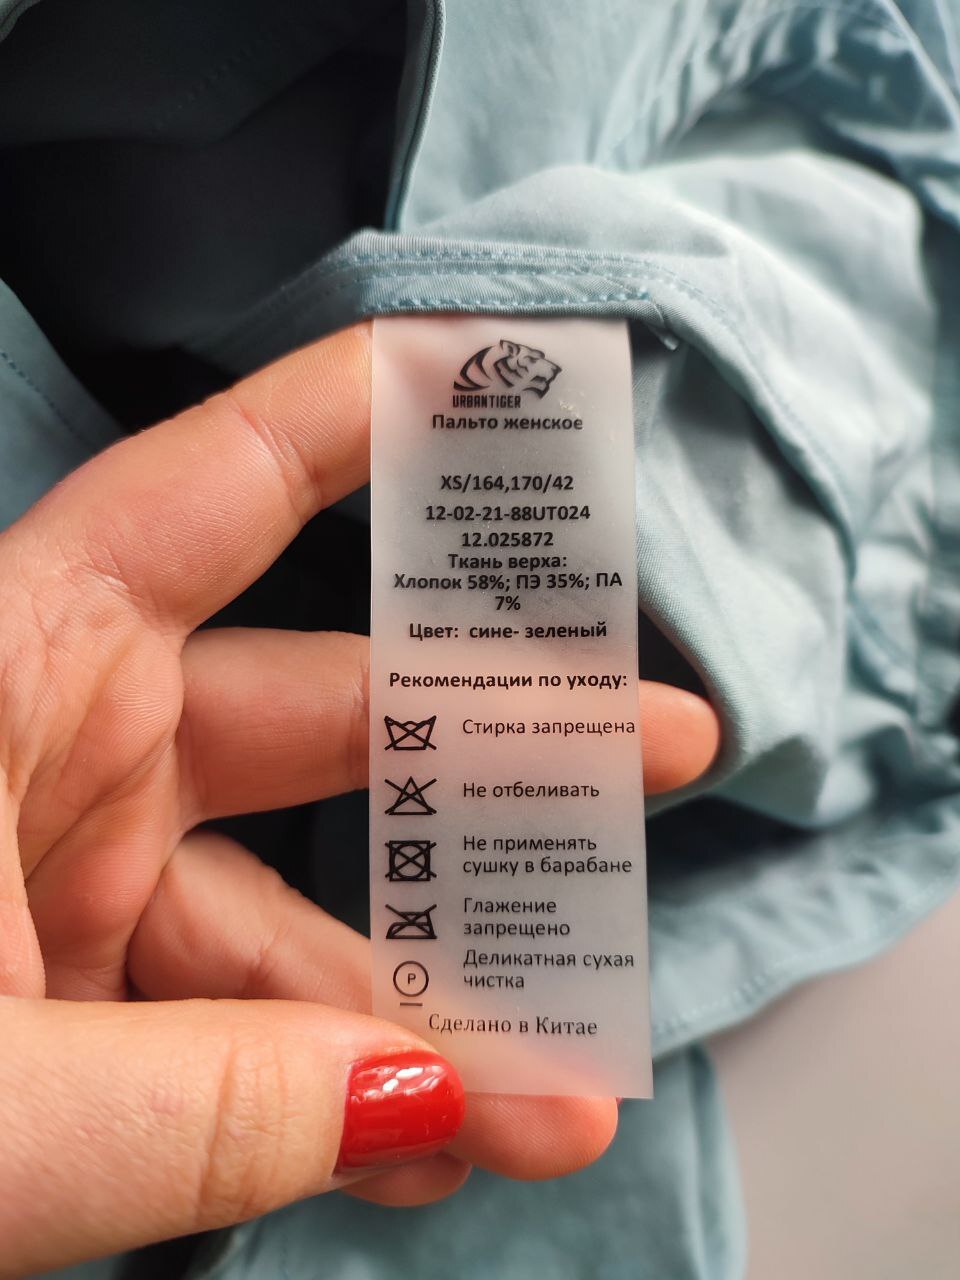 URBANTIGER
Пальто женское
XS/164,170/42
12-02-21-88UT024
12.025872
Ткань верха:
Хлопок 58%; ПЭ 35%; ПА
7%
Цвет: сине- зеленый
Рекомендации по уходу:
Стирка запрещена
Не отбеливать
Не применять
сушку в барабане
Глажение
запрещено
Деликатная сухая
чистка
P
Сделано в Китае